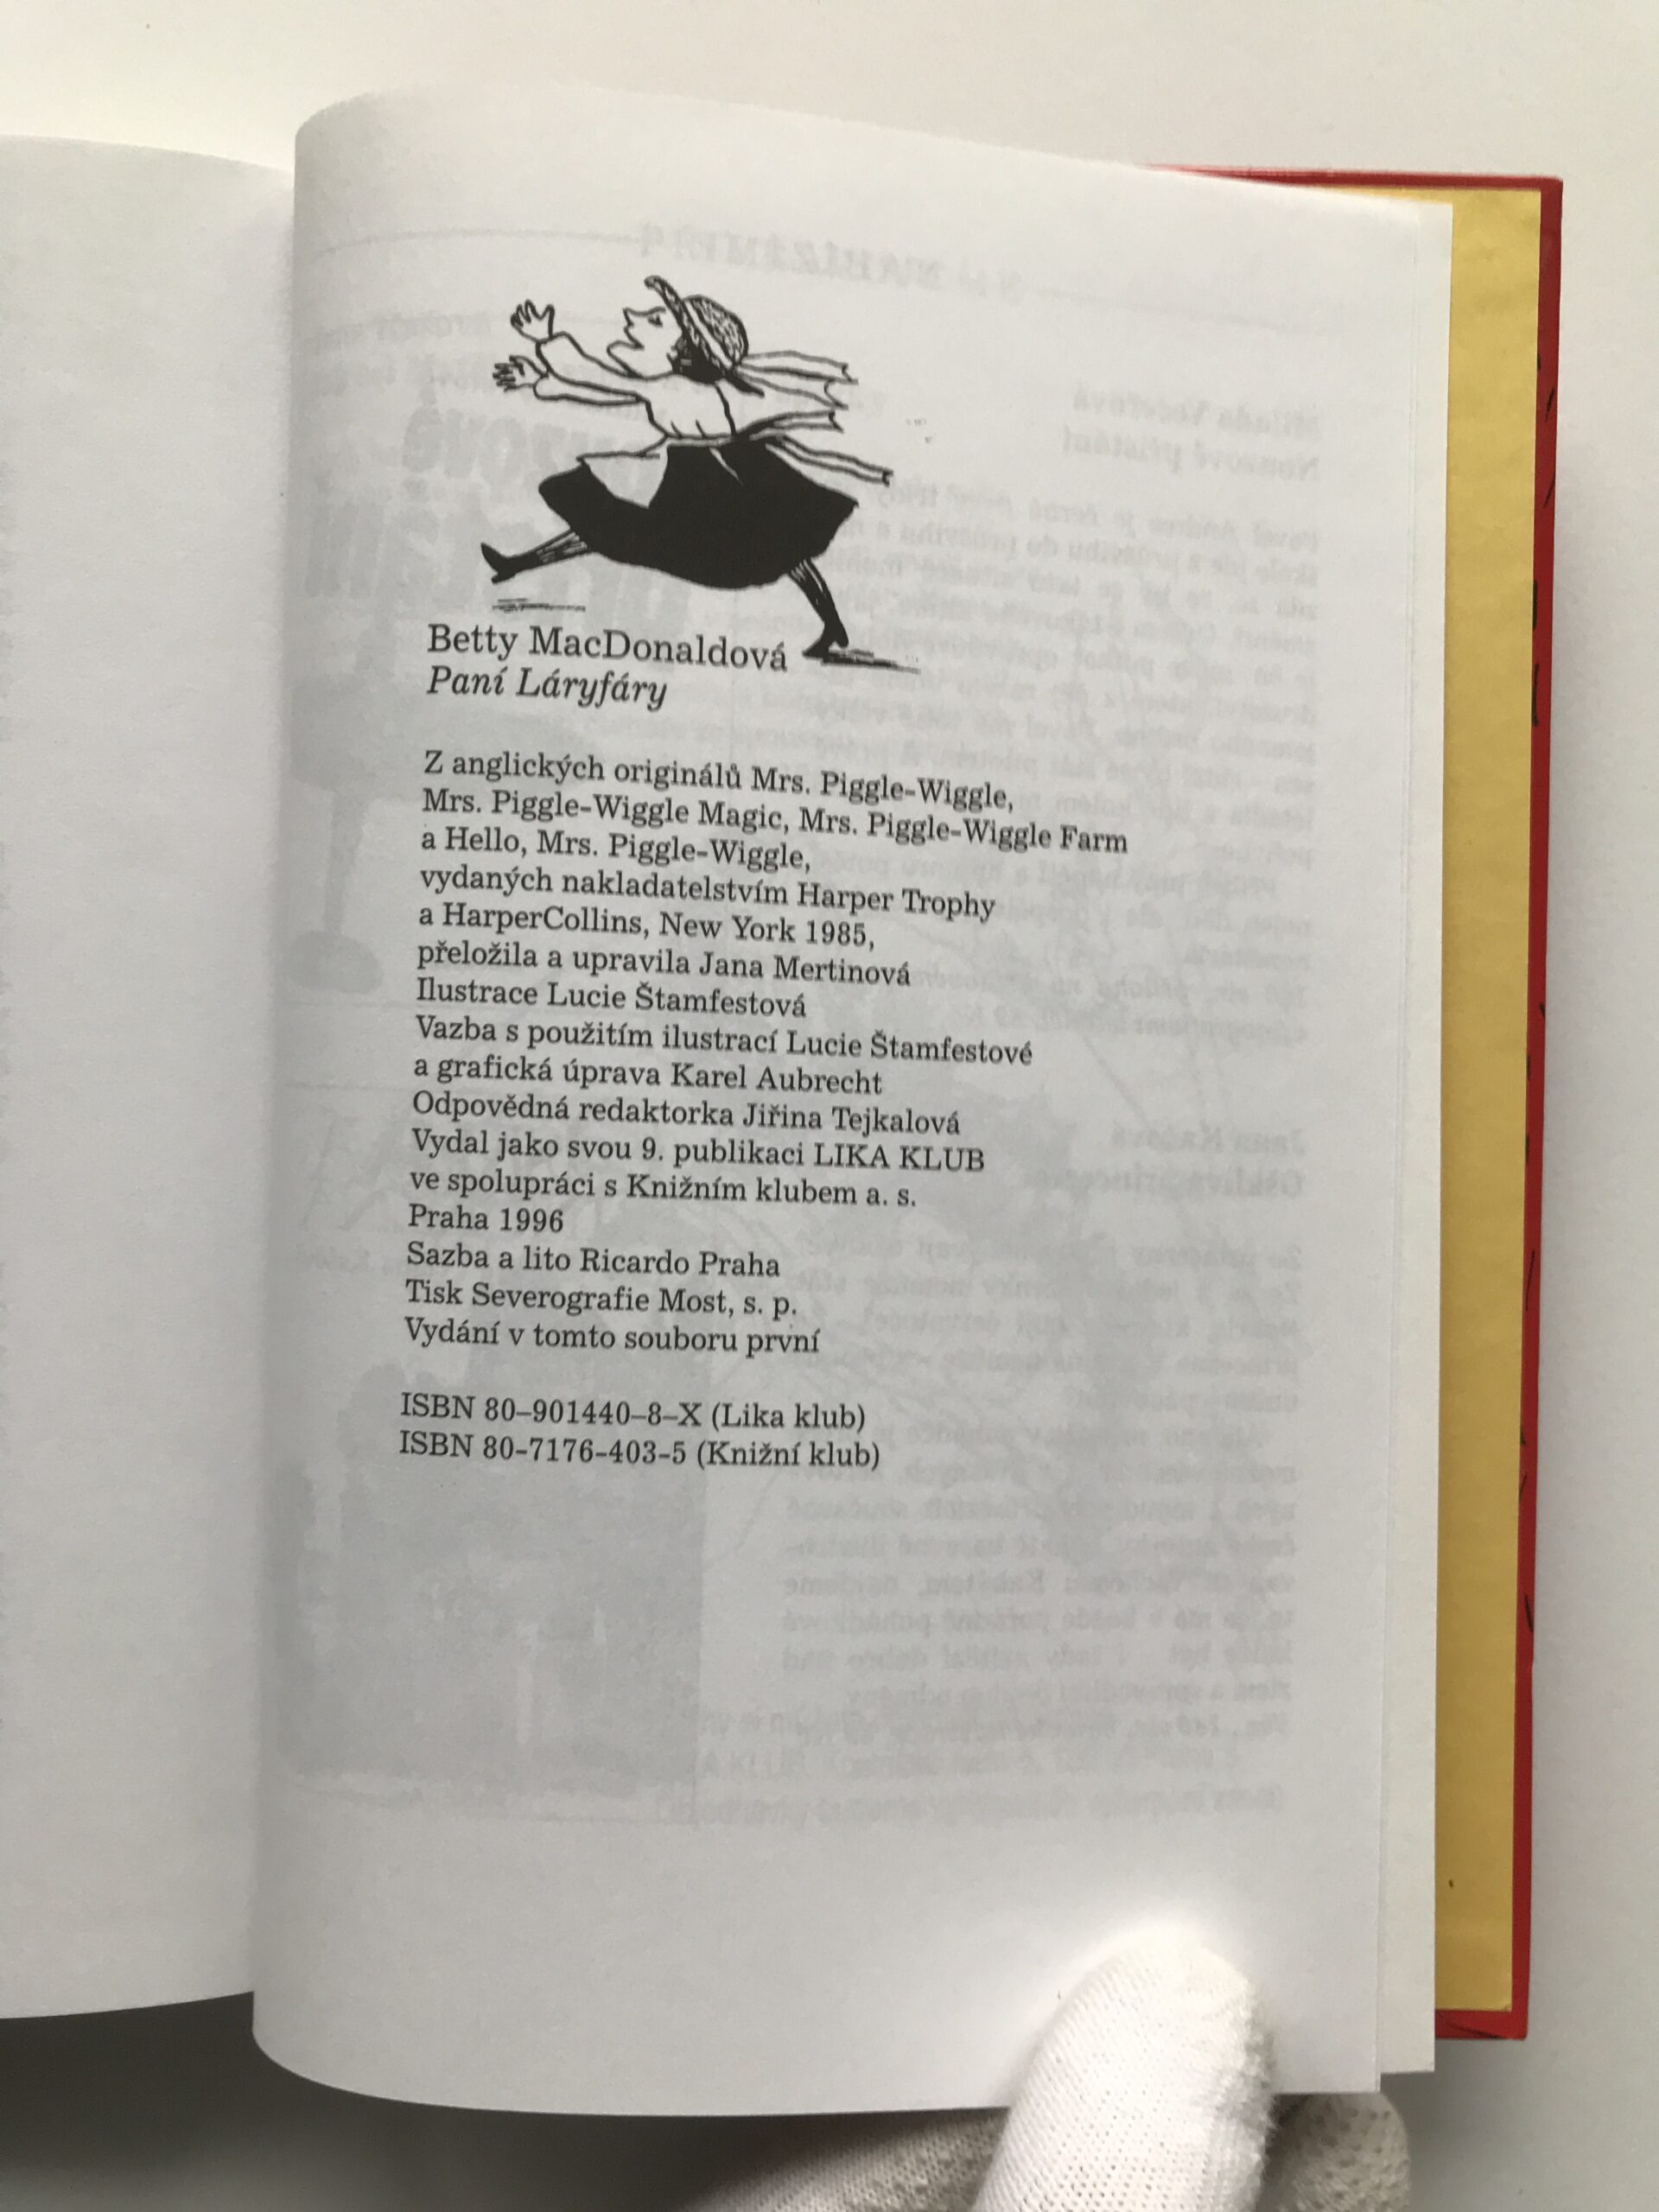 Betty MacDonaldová
Paní Láryfáry
Z anglických originálů Mrs. Piggle-Wiggle,
Mrs. Piggle-Wiggle Magic, Mrs. Piggle-Wiggle Farm
a Hello, Mrs. Piggle-Wiggle,
vydaných nakladatelstvím Harper Trophy
a HarperCollins, New York 1985,
přeložila a upravila Jana Mertinová
Ilustrace Lucie Štamfestová
Vazba s použitím ilustrací Lucie Štamfestové
a grafická úprava Karel Aubrecht
Odpovědná redaktorka Jiřina Tejkalová
Vydal jako svou 9. publikaci LIKA KLUB
ve spolupráci s Knižním klubem a. s.
Praha 1996
Sazba a lito Ricardo Praha
Tisk Severografie Most, s. p.
Vydání v tomto souboru první
ISBN 80–901440–8–X (Lika klub)
ISBN 80-7176-403-5 (Knižní klub)